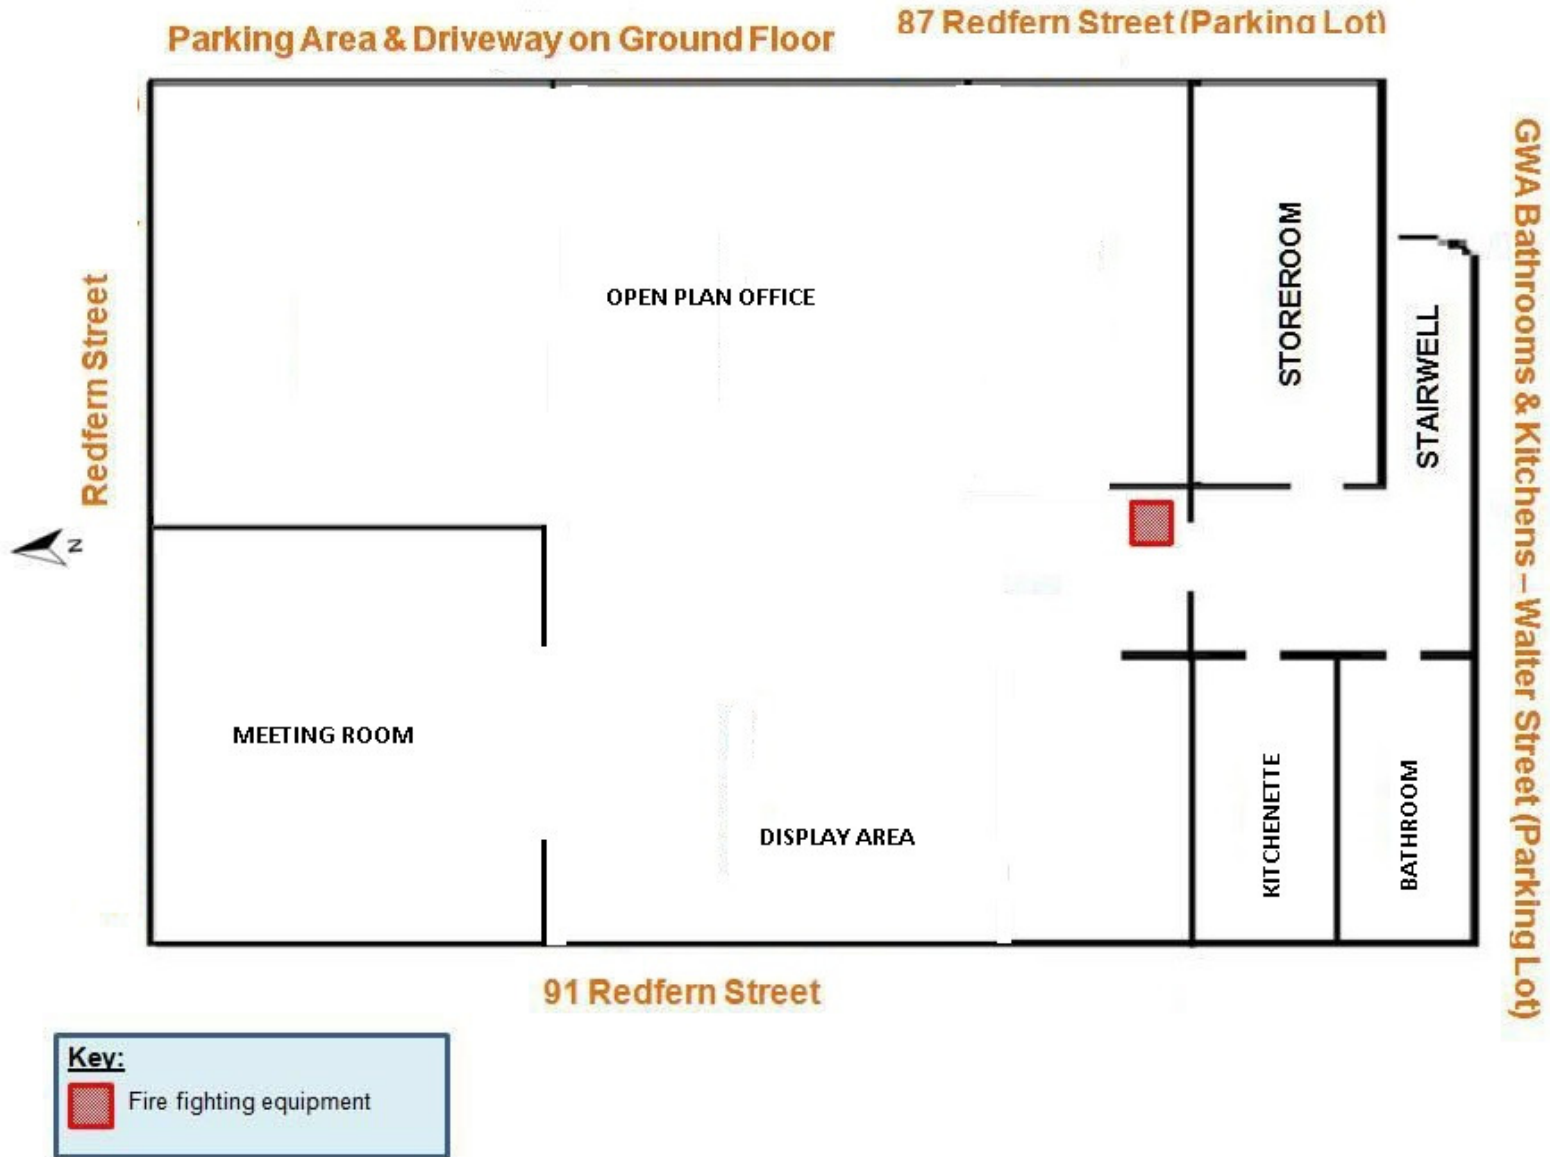 Parking Area & Driveway on Ground Floor
87 Redfern Street (Parking Lot)
GWA Bathrooms & Kitchens – Walter Street (Parking Lot)
Redfern Street
OPEN PLAN OFFICE
STOREROOM
STAIRWELL
N
MEETING ROOM
DISPLAY AREA
KITCHENETTE
BATHROOM
91 Redfern Street
Key:
Fire fighting equipment